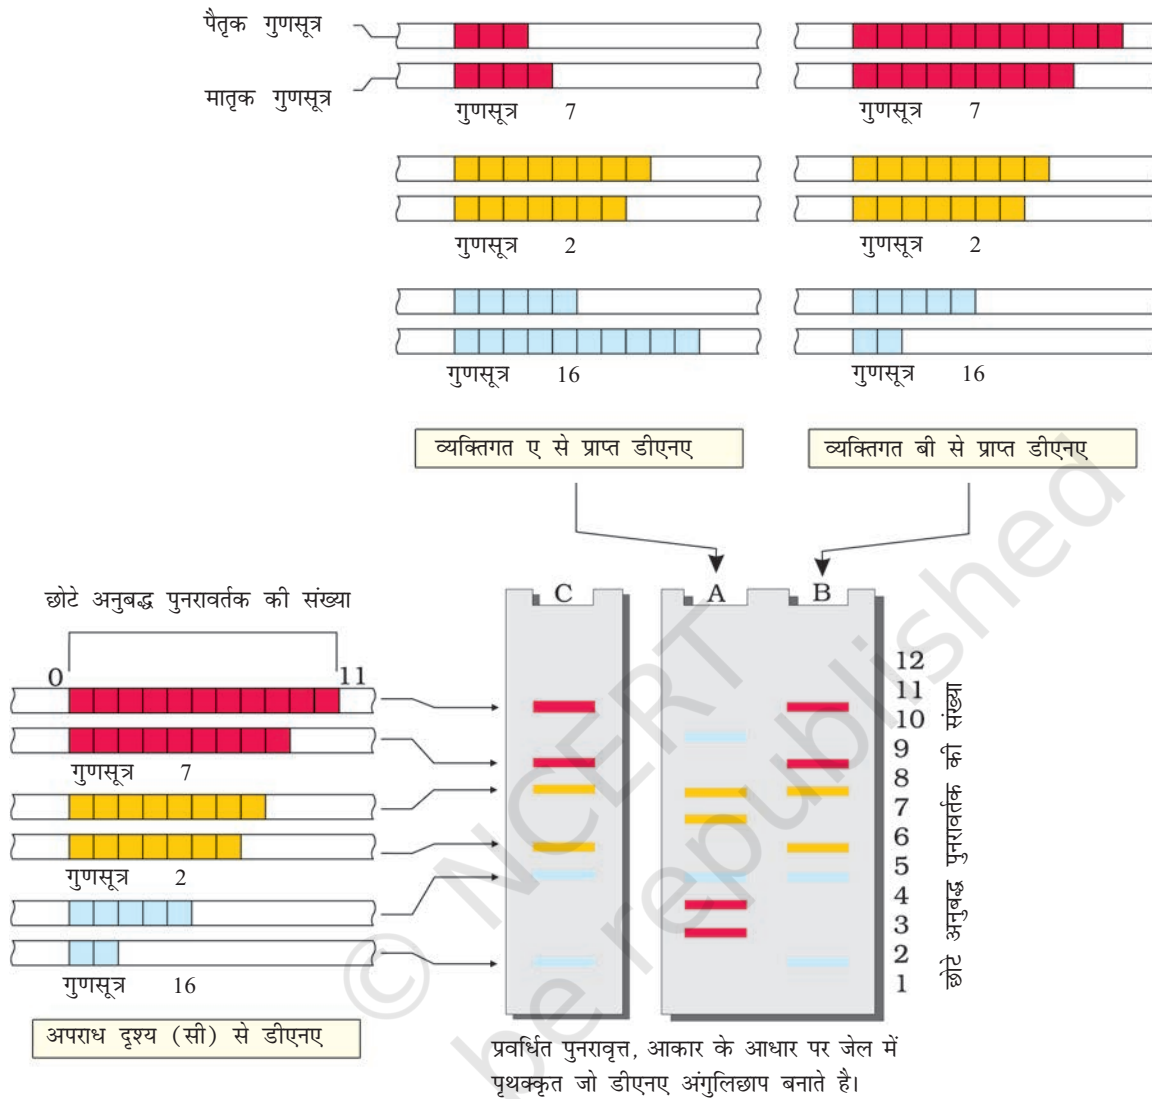 पैतृक गुणसूत्र
मातृक गुणसूत्र
गुणसूत्र 7
गुणसूत्र 7
गुणसूत्र 2
गुणसूत्र 2
गुणसूत्र 16
गुणसूत्र 16
व्यक्तिगत ए से प्राप्त डीएनए
व्यक्तिगत बी से प्राप्त डीएनए
छोटे अनुबद्ध पुनरावर्तक की संख्या
0 11
गुणसूत्र 7
गुणसूत्र 2
गुणसूत्र 16
अपराध दृश्य (सी) से डीएनए
C
A B
12
11
10
9
8
7
6
5
4
3
2
1
छोटे अनुबद्ध पुनरावर्तक की संख्या
प्रवर्धित पुनरावृत्त, आकार के आधार पर जेल में
पृथक्कृत जो डीएनए अंगुलिछाप बनाते है।
© NCERT
be republished